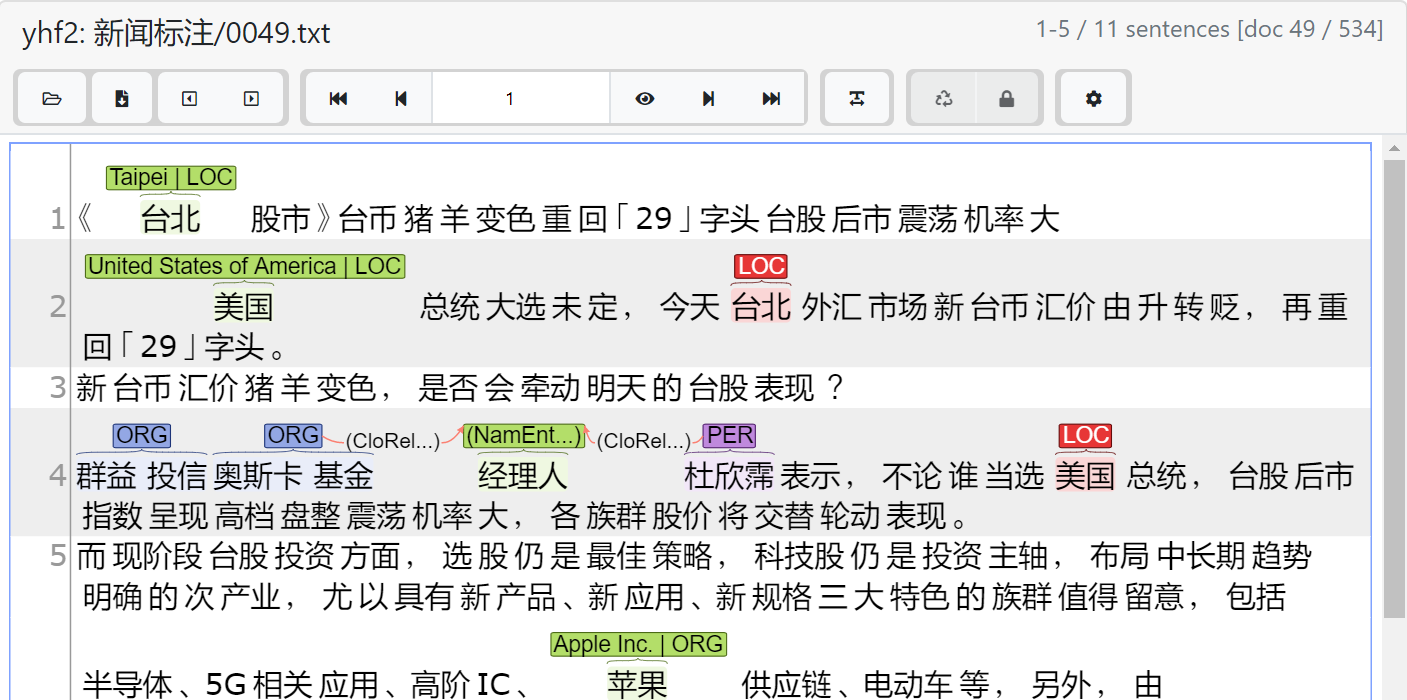 yhf2: 新闻标注/0049.txt
1-5 / 11 sentences [doc 49 / 534]
1
Taipei | LOC
1 《台北股市》台币猪羊变色重回「29」字头台股后市震荡机率大
United States of America | LOC LOC
2 美国总统大选未定，今天台北外汇市场新台币汇价由升转贬，再重
回「29」字头。
3 新台币汇价猪羊变色，是否会牵动明天的台股表现？
ORG ORG (CloRel...) (NamEnt...) (CloRel...) PER LOC
4 群益投信奥斯卡基金经理人杜欣霈表示，不论谁当选美国总统，台股后市
指数呈现高档盘整震荡机率大，各族群股价将交替轮动表现。
5 而现阶段台股投资方面，选股仍是最佳策略，科技股仍是投资主轴，布局中长期趋势
明确的次产业，尤以具有新产品、新应用、新规格三大特色的族群值得留意，包括
Apple Inc. | ORG
半导体、5G相关应用、高阶IC、苹果供应链、电动车等，另外，由